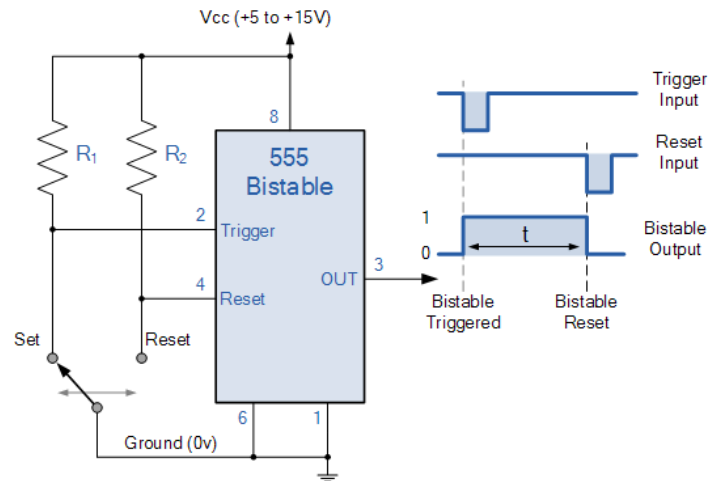 Vcc (+5 to +15V)
8
R1
R2
555
Bistable
2
Trigger
4
Reset
OUT
3
Set
Reset
6
1
Ground (0v)
Trigger
Input
Reset
Input
1
0
t
Bistable
Output
Bistable
Triggered
Bistable
Reset